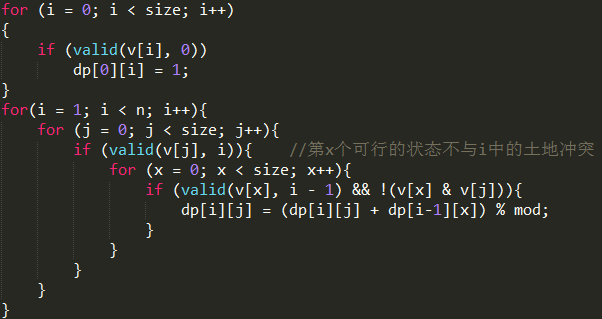 for (i = 0; i < size; i++)
{
    if (valid(v[i], 0))
        dp[0][i] = 1;
}
for(i = 1; i < n; i++){
    for (j = 0; j < size; j++){
        if (valid(v[j], i)){    //第x个可行的状态不与i中的土地冲突
            for (x = 0; x < size; x++){
                if (valid(v[x], i - 1) && !(v[x] & v[j])){
                    dp[i][j] = (dp[i][j] + dp[i-1][x]) % mod;
                }
            }
        }
    }
}